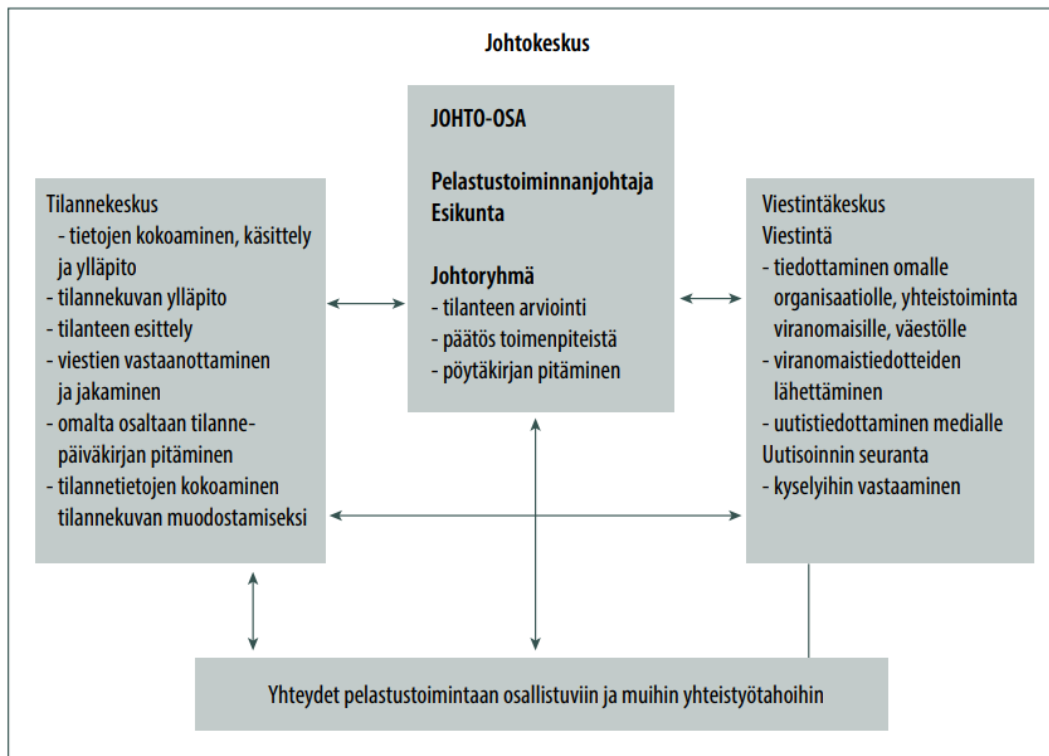 Johtokeskus
JOHTO-OSA
Pelastustoiminnanjohtaja
Esikunta
Johtoryhmä
- tilanteen arviointi
- päätös toimenpiteistä
- pöytäkirjan pitäminen
Tilannekeskus
- tietojen kokoaminen, käsittely
ja ylläpito
- tilannekuvan ylläpito
- tilanteen esittely
- viestien vastaanottaminen
ja jakaminen
- omalta osaltaan tilanne-
päiväkirjan pitäminen
- tilannetietojen kokoaminen
tilannekuvan muodostamiseksi
Viestintäkeskus
Viestintä
- tiedottaminen omalle
organisaatiolle, yhteistoiminta
viranomaisille, väestölle
- viranomaistiedotteiden
lähettäminen
- uutistiedottaminen medialle
Uutisoinnin seuranta
- kyselyihin vastaaminen
Yhteydet pelastustoimintaan osallistuviin ja muihin yhteistyötahoihin